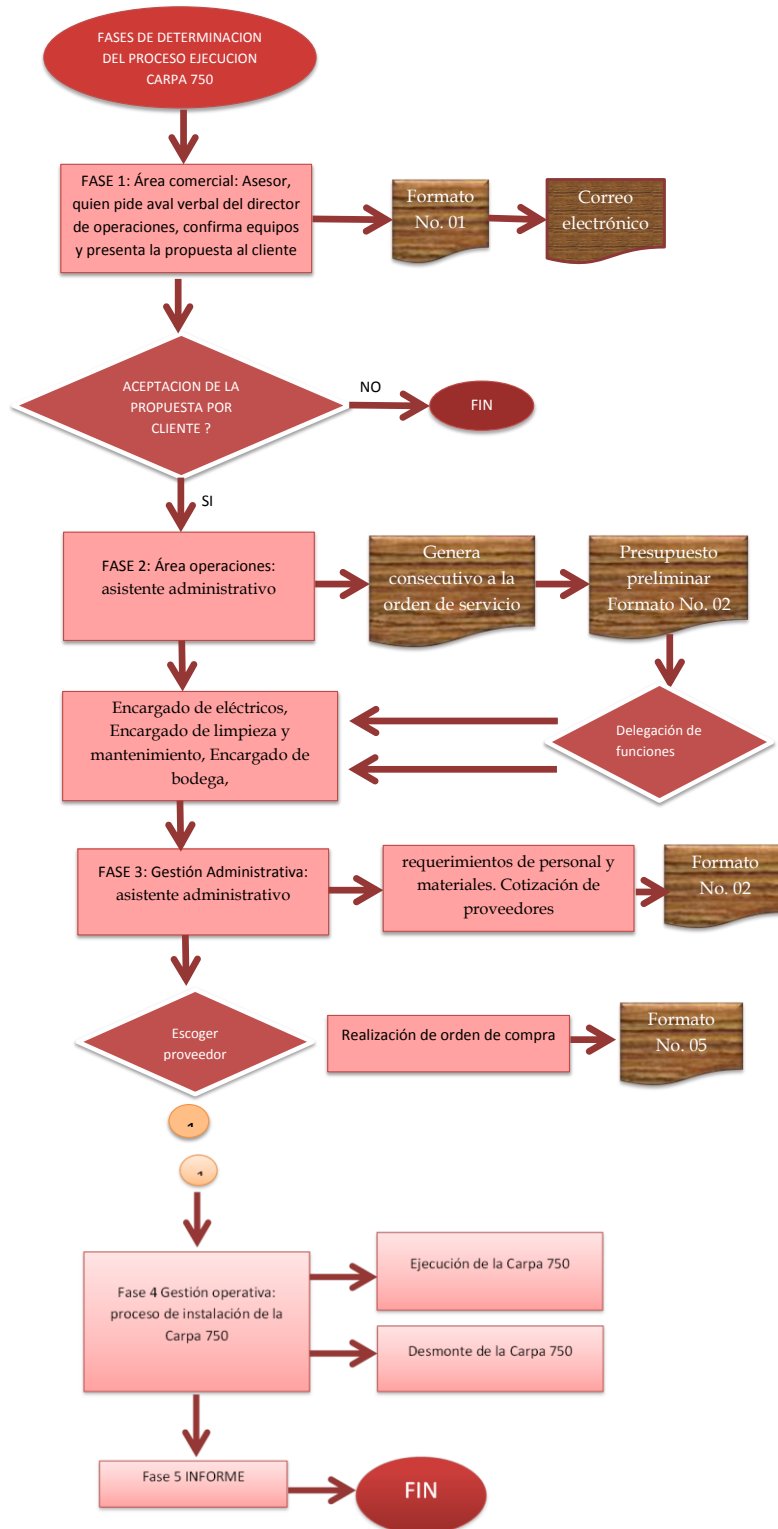 FASES DE DETERMINACION
DEL PROCESO EJECUCION
CARPA 750
FASE 1: Área comercial: Asesor,
quien pide aval verbal del director
de operaciones, confirma equipos
y presenta la propuesta al cliente
Formato
No. 01
Correo
electrónico
ACEPTACION DE LA
PROPUESTA POR
CLIENTE ?
NO
FIN
SI
FASE 2: Área operaciones:
asistente administrativo
Genera
consecutivo a la
orden de servicio
Presupuesto
preliminar
Formato No. 02
Encargado de eléctricos,
Encargado de limpieza y
mantenimiento, Encargado de
bodega,
Delegación de
funciones
FASE 3: Gestión Administrativa:
asistente administrativo
requerimientos de personal y
materiales. Cotización de
proveedores
Formato
No. 02
Escoger
proveedor
Realización de orden de compra
Formato
No. 05
Fase 4 Gestión operativa:
proceso de instalación de la
Carpa 750
Ejecución de la Carpa 750
Desmonte de la Carpa 750
Fase 5 INFORME
FIN